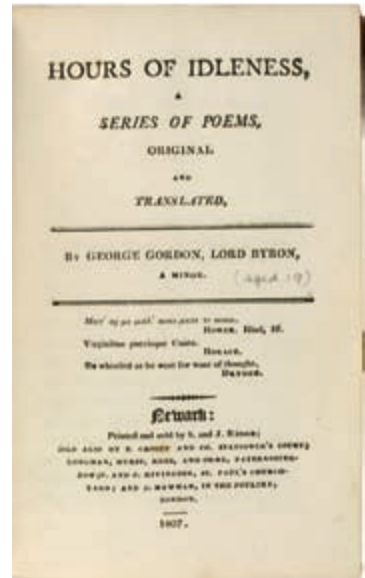 HOURS OF IDLENESS,
A
SERIES OF POEMS,
ORIGINAL
AND
TRANSLATED,
BY GEORGE GORDON, LORD BYRON,
A MINOR.
(aged 19)
HOMER. Iliad,
Virginibus puerisque Canto.
HORACE.
He whistled as he went for want of thought.
DRYDEN.
Newark:
Printed and sold by S. and J. RIDGE;
SOLD ALSO BY B. CROSBY AND CO. STATIONER'S COURT;
LONGMAN, HURST, REES, AND ORME, PATERNOSTER-
ROW; F. AND J. RIVINGTON, ST. PAUL'S CHURCH-
YARD; AND J. MAWMAN, IN THE POULTRY,
LONDON.
1807.